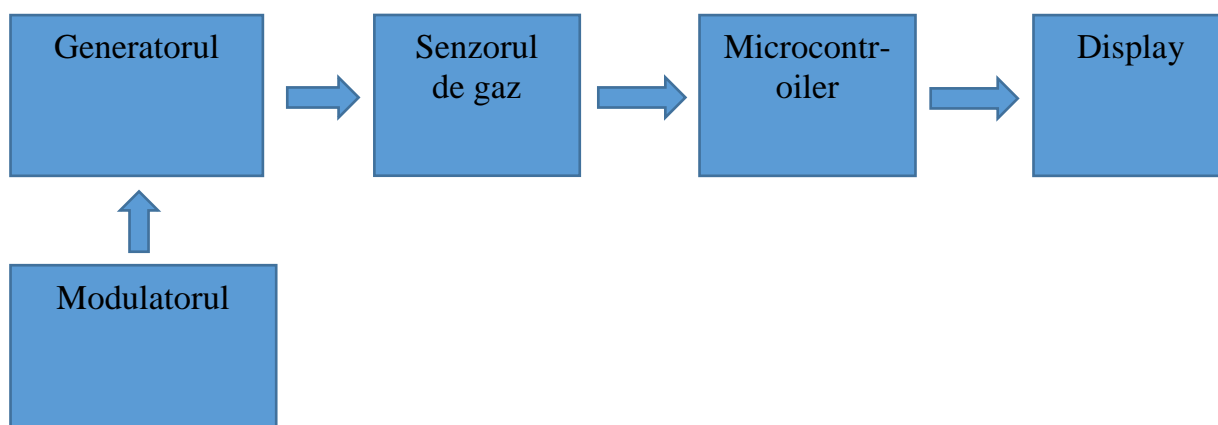 Generatorul
Senzorul
de gaz
Microcontr-
oiler
Display
Modulatorul